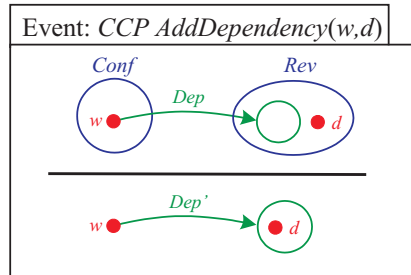 Event: CCP AddDependency(w,d)
Conf Rev
Dep
w d
Dep'
w d